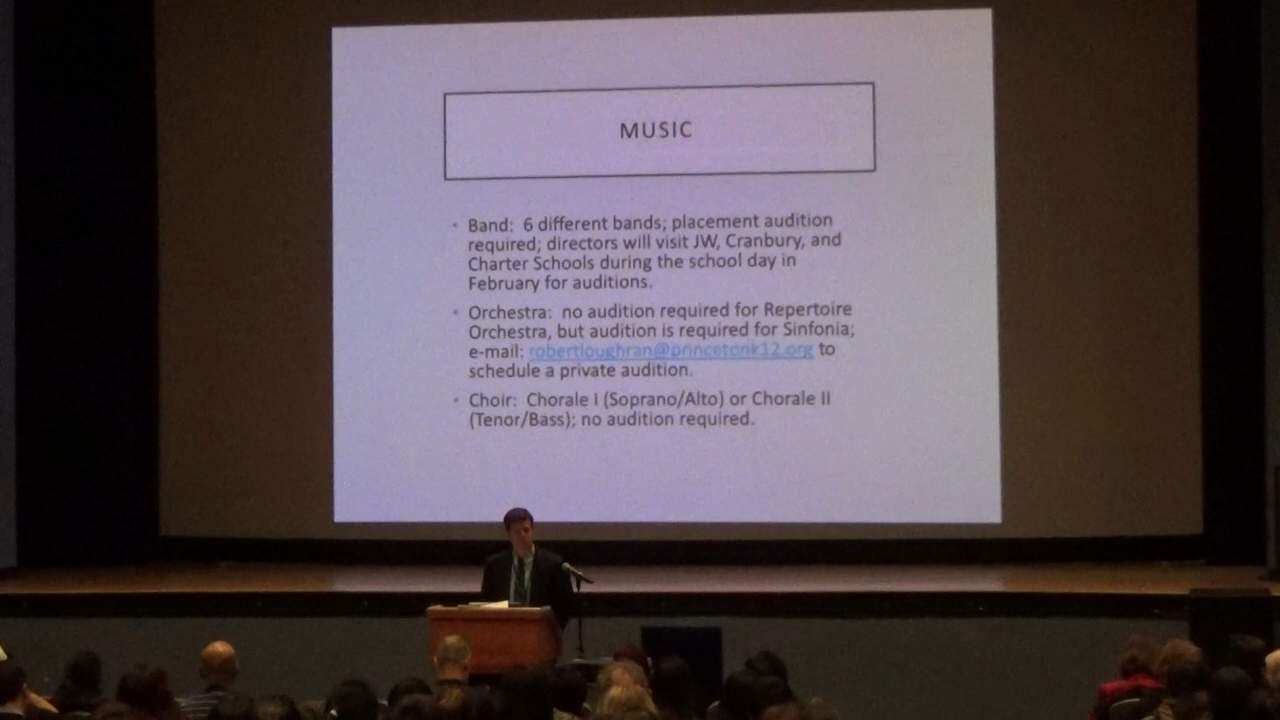 MUSIC
Band: 6 different bands; placement audition
required; directors will visit JW, Cranbury, and
Charter Schools during the school day in
February for auditions.
Orchestra: no audition required for Repertoire
Orchestra, but audition is required for Sinfonia;
e-mail: robertloughran@princetonk12.org to
schedule a private audition.
Choir: Chorale I (Soprano/Alto) or Chorale II
(Tenor/Bass); no audition required.